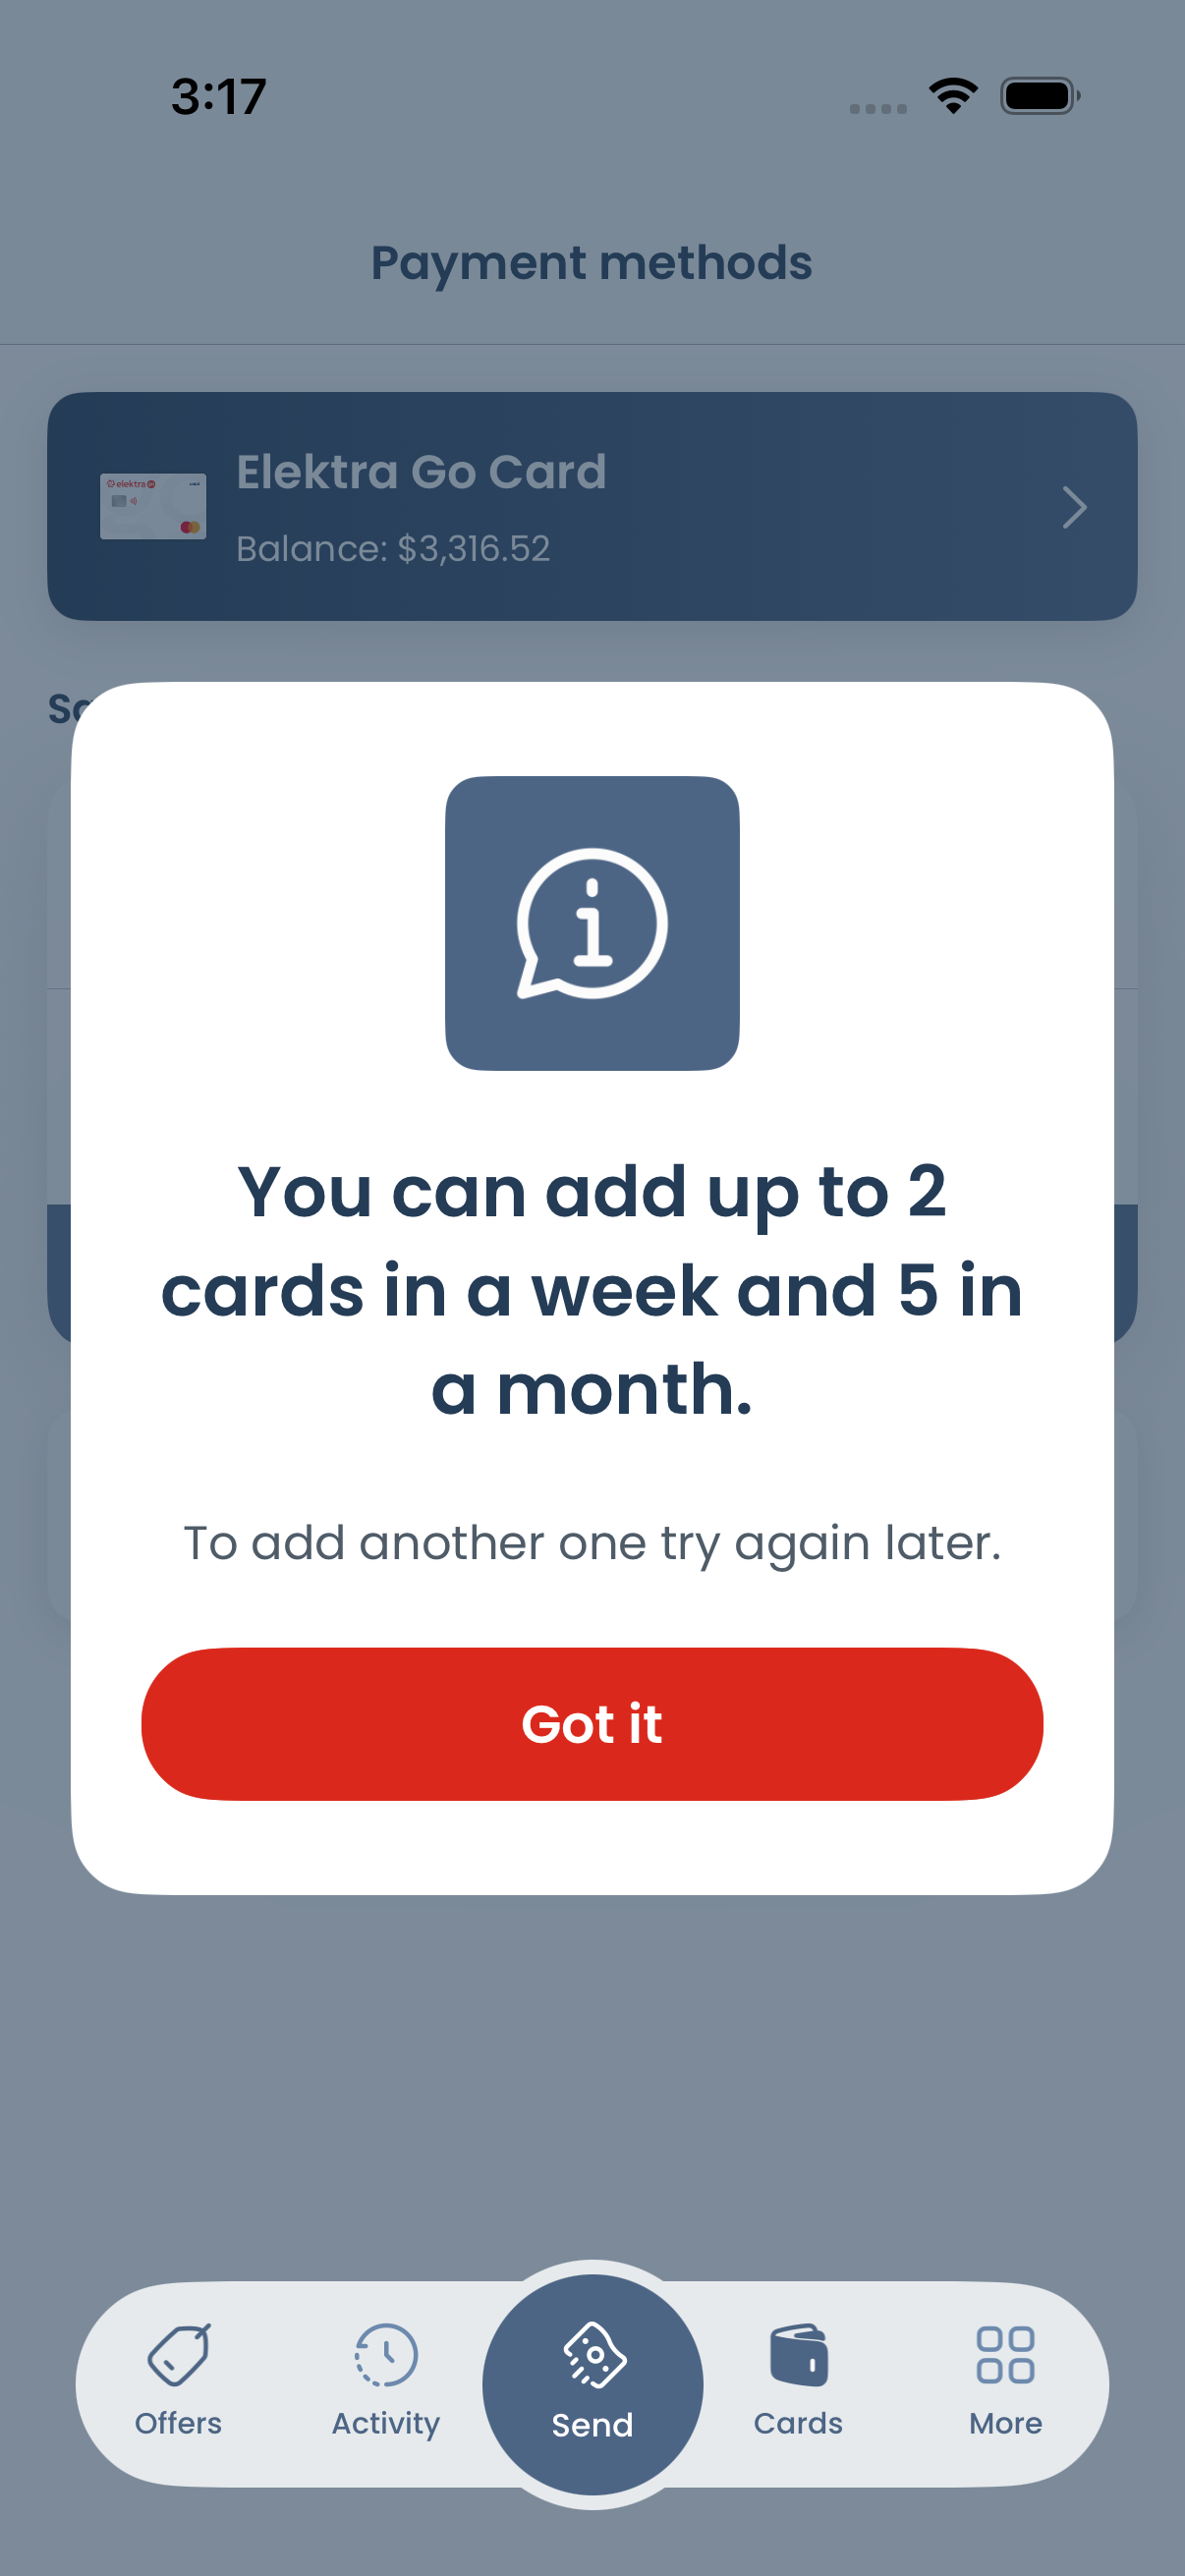 3:17
Payment methods
elektra
Elektra Go Card
Balance: $3,316.52
You can add up to 2
cards in a week and 5 in
a month.
To add another one try again later.
Got it
Offers
Activity
Send
Cards
More